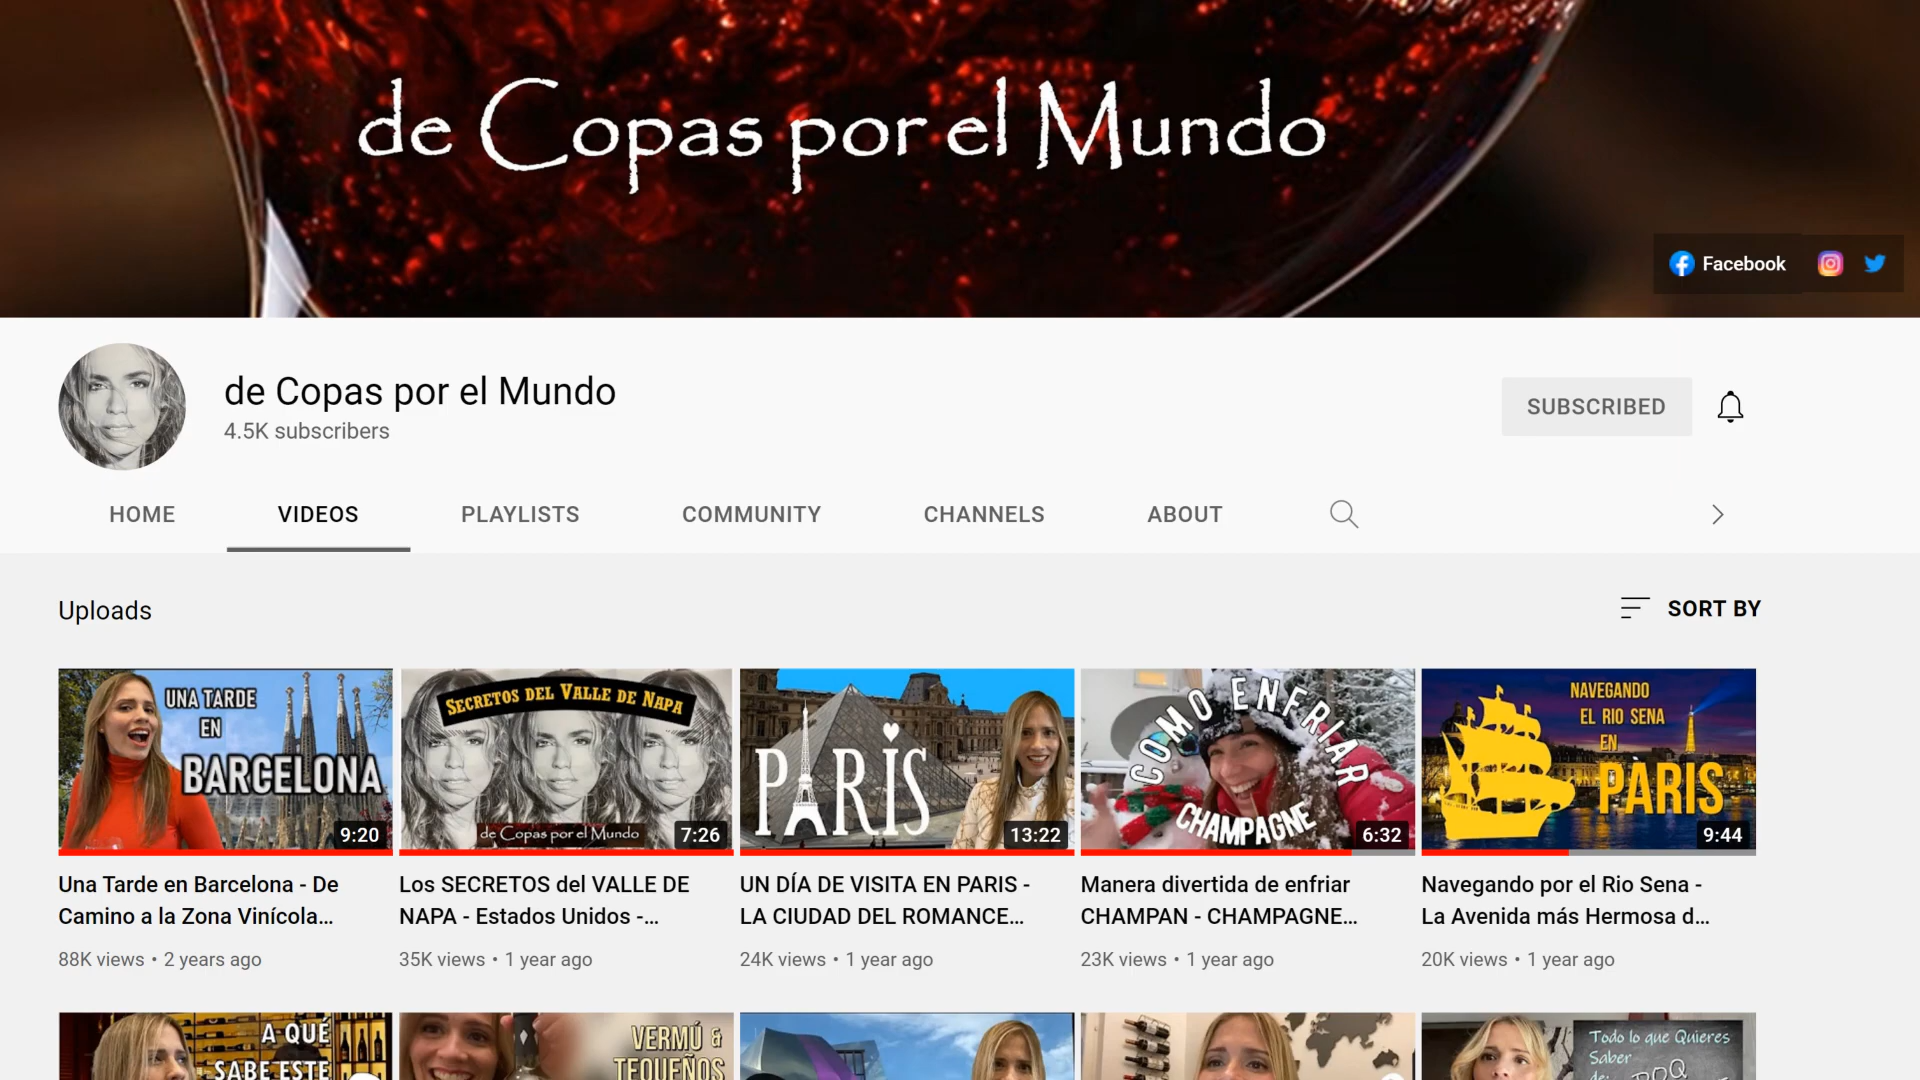 de Copas por el Mundo
Facebook
de Copas por el Mundo
4.5K subscribers
SUBSCRIBED
HOME
VIDEOS
PLAYLISTS
COMMUNITY
CHANNELS
ABOUT
Uploads
SORT BY
UNA TARDE
EN
BARCELONA
9:20
SECRETOS DEL VALLE DE NAPA
de Copas por el Mundo
7:26
PARIS
13:22
COMO ENFRIAR
CHAMPAGNE
6:32
NAVEGANDO
EL RIO SENA
EN
PARIS
9:44
Una Tarde en Barcelona - De
Camino a la Zona Vinícola...
88K views • 2 years ago
Los SECRETOS del VALLE DE
NAPA - Estados Unidos -...
35K views • 1 year ago
UN DÍA DE VISITA EN PARIS -
LA CIUDAD DEL ROMANCE...
24K views • 1 year ago
Manera divertida de enfriar
CHAMPAN - CHAMPAGNE...
23K views • 1 year ago
Navegando por el Rio Sena -
La Avenida más Hermosa d...
20K views • 1 year ago
A QUÉ
SABE ESTE
VERMÚ &
TEQUEÑOS
Todo lo que Quieres
Saber
de: